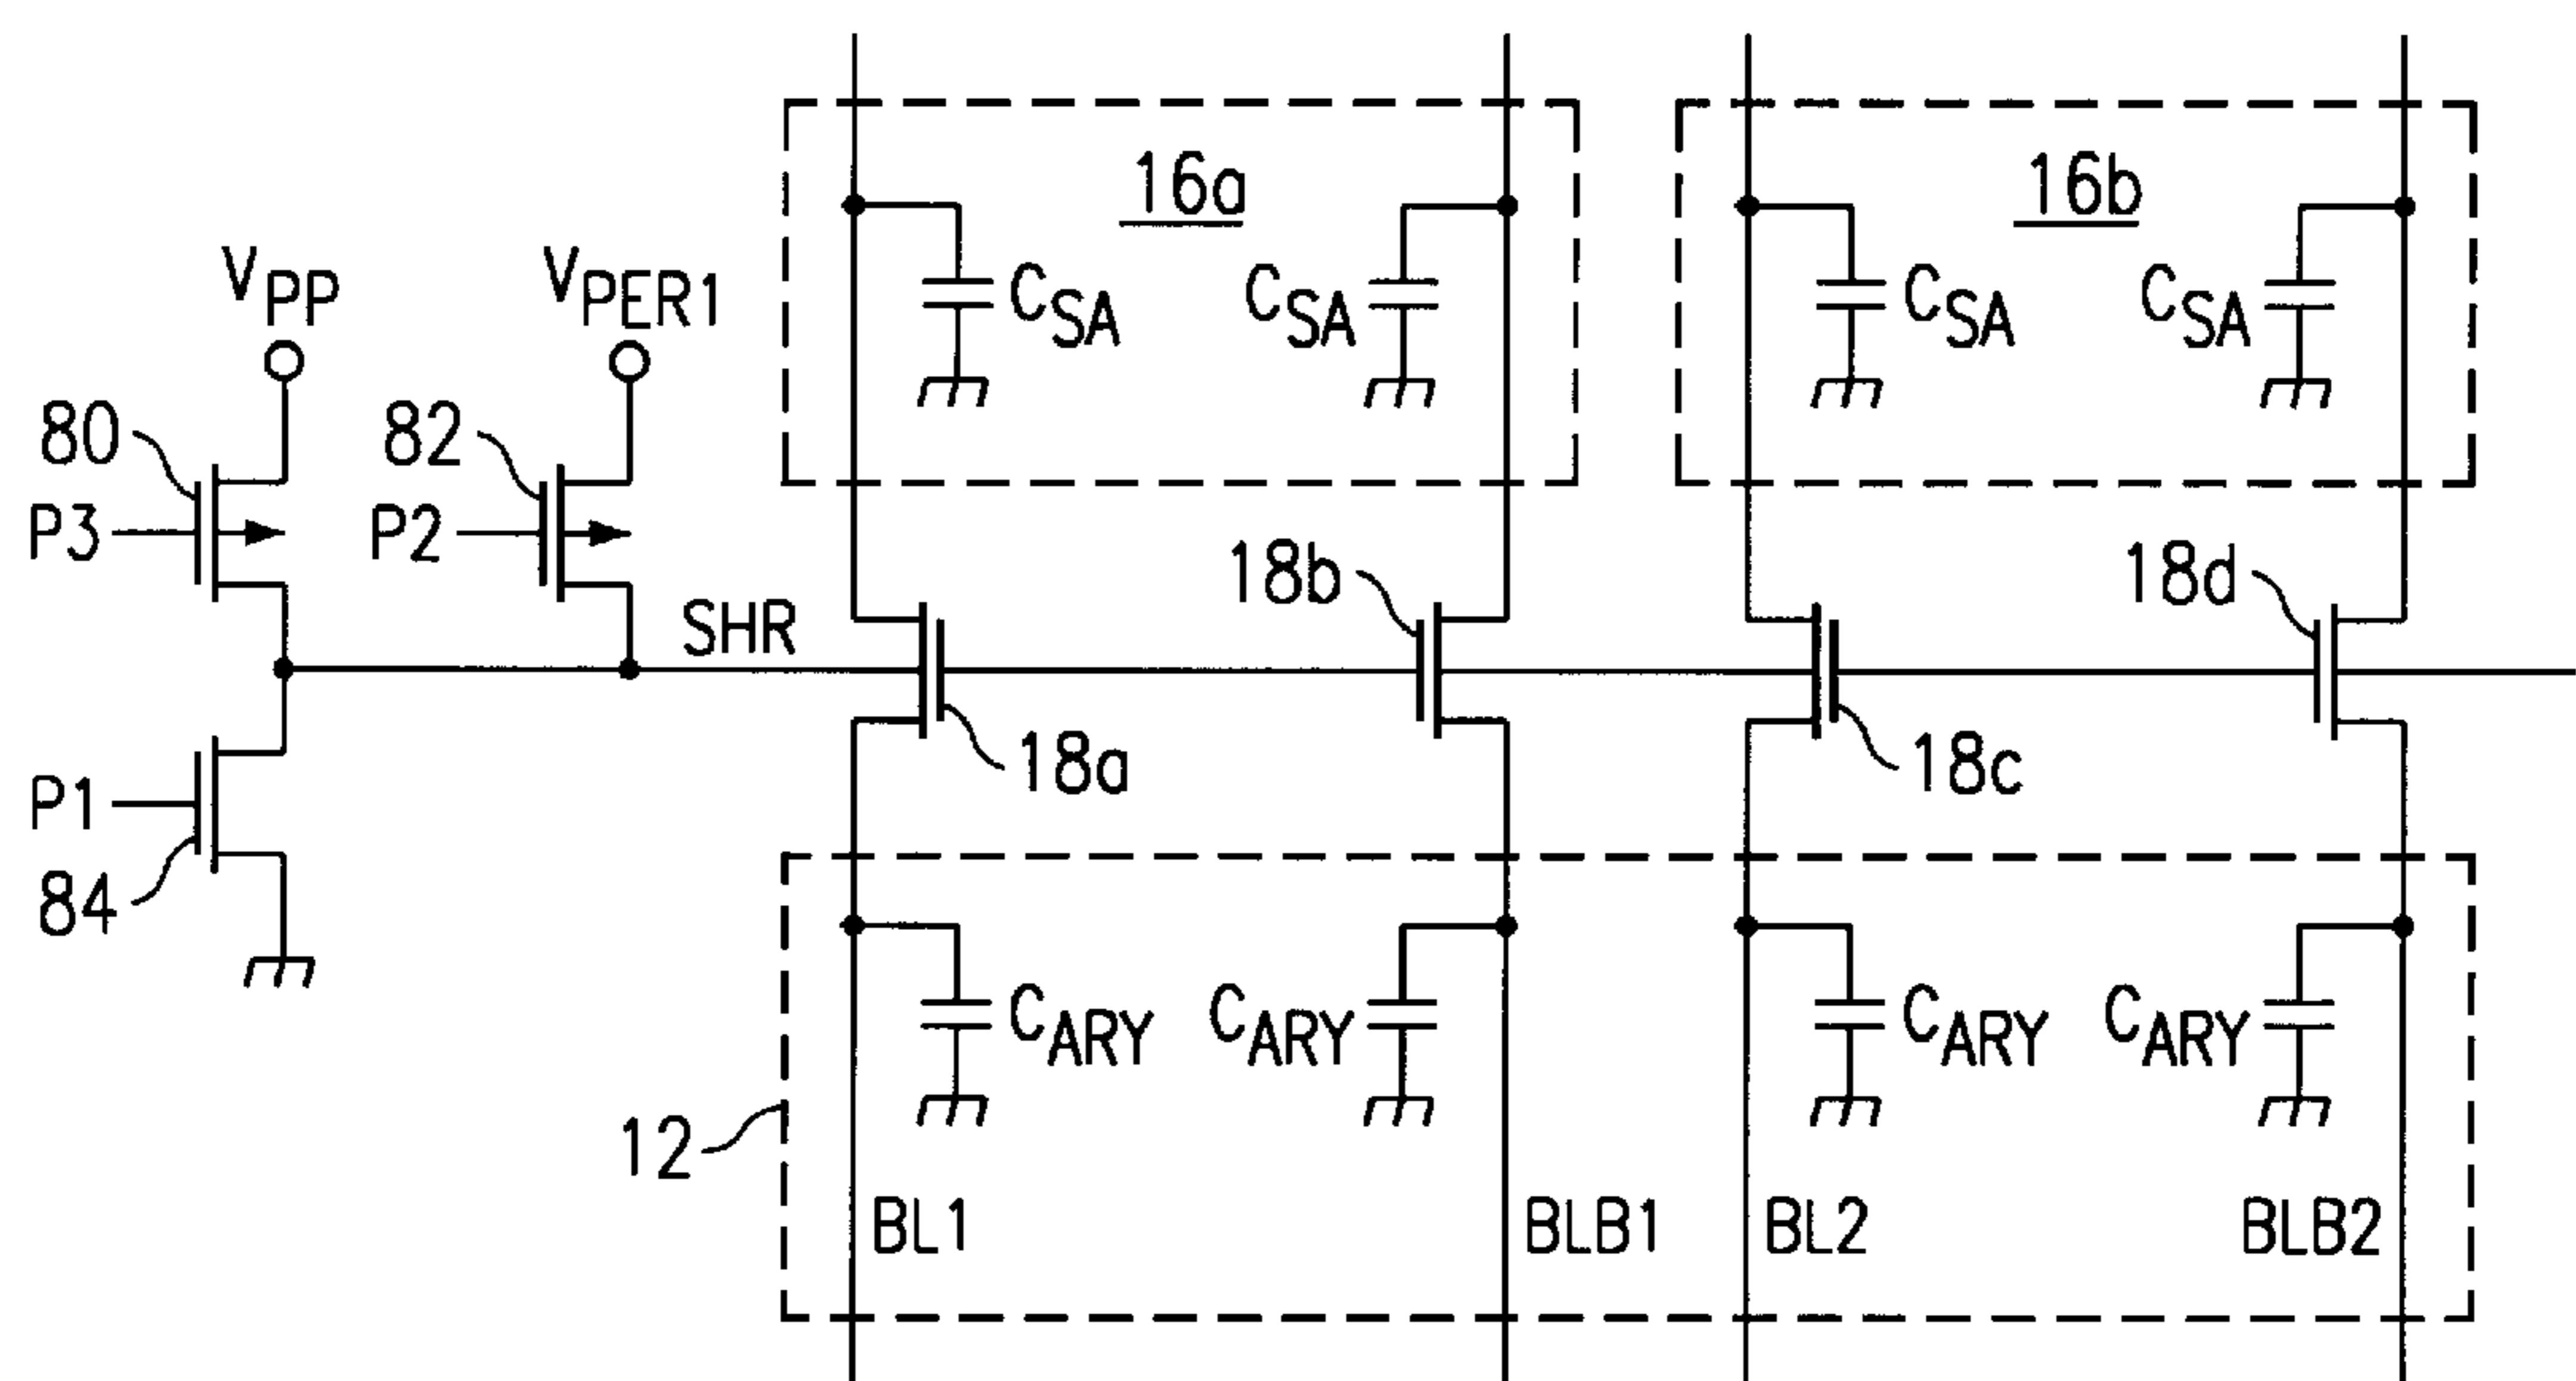 16a
16b
VPP
VPER1
CSA
CSA
CSA
CSA
80
82
P3
P2
18b
18d
SHR
18a
18c
P1
84
CARY
CARY
CARY
CARY
12
BL1
BLB1
BL2
BLB2